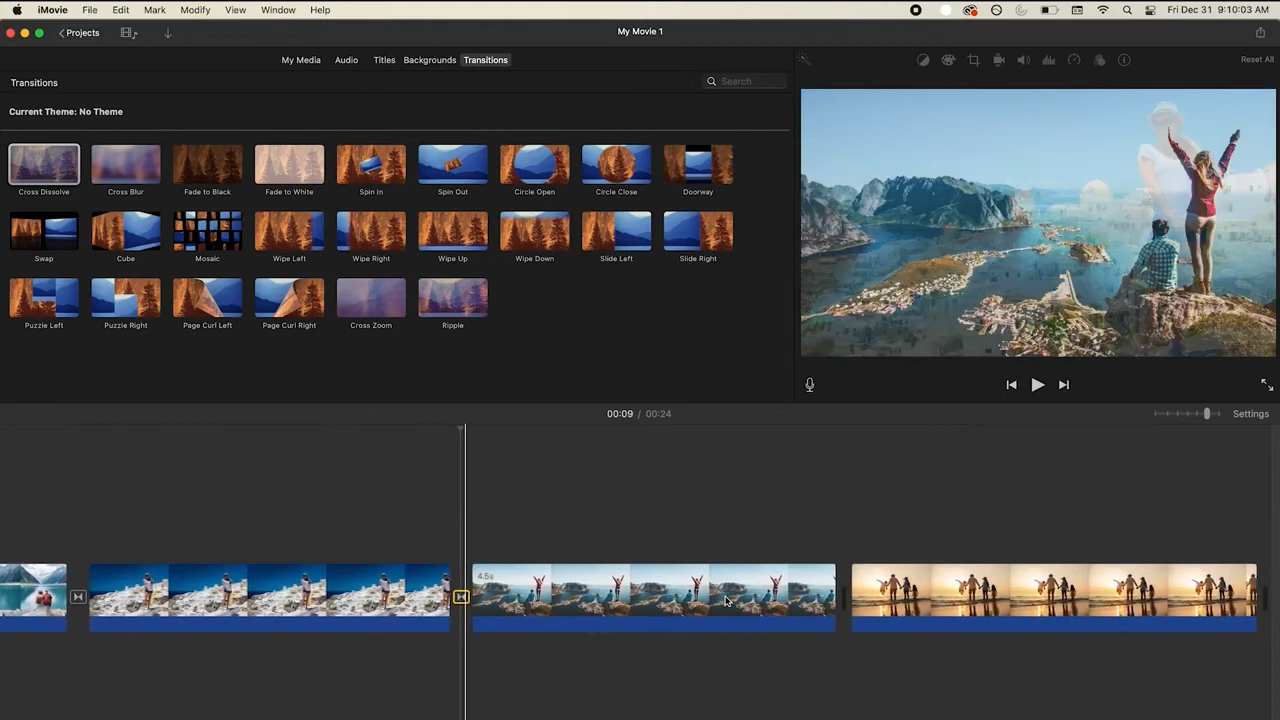 iMovie File Edit Mark Modify View Window Help Fri Dec 31 9:10:03 AM
Projects My Movie 1
My Media Audio Titles Backgrounds Transitions Reset All
Transitions Search
Current Theme: No Theme
Cross Dissolve Cross Blur Fade to Black Fade to White Spin In Spin Out Circle Open Circle Close Doorway
Swap Cube Mosaic Wipe Left Wipe Right Wipe Up Wipe Down Slide Left Slide Right
Puzzle Left Puzzle Right Page Curl Left Page Curl Right Cross Zoom Ripple
00:09 / 00:24 Settings
4.5s